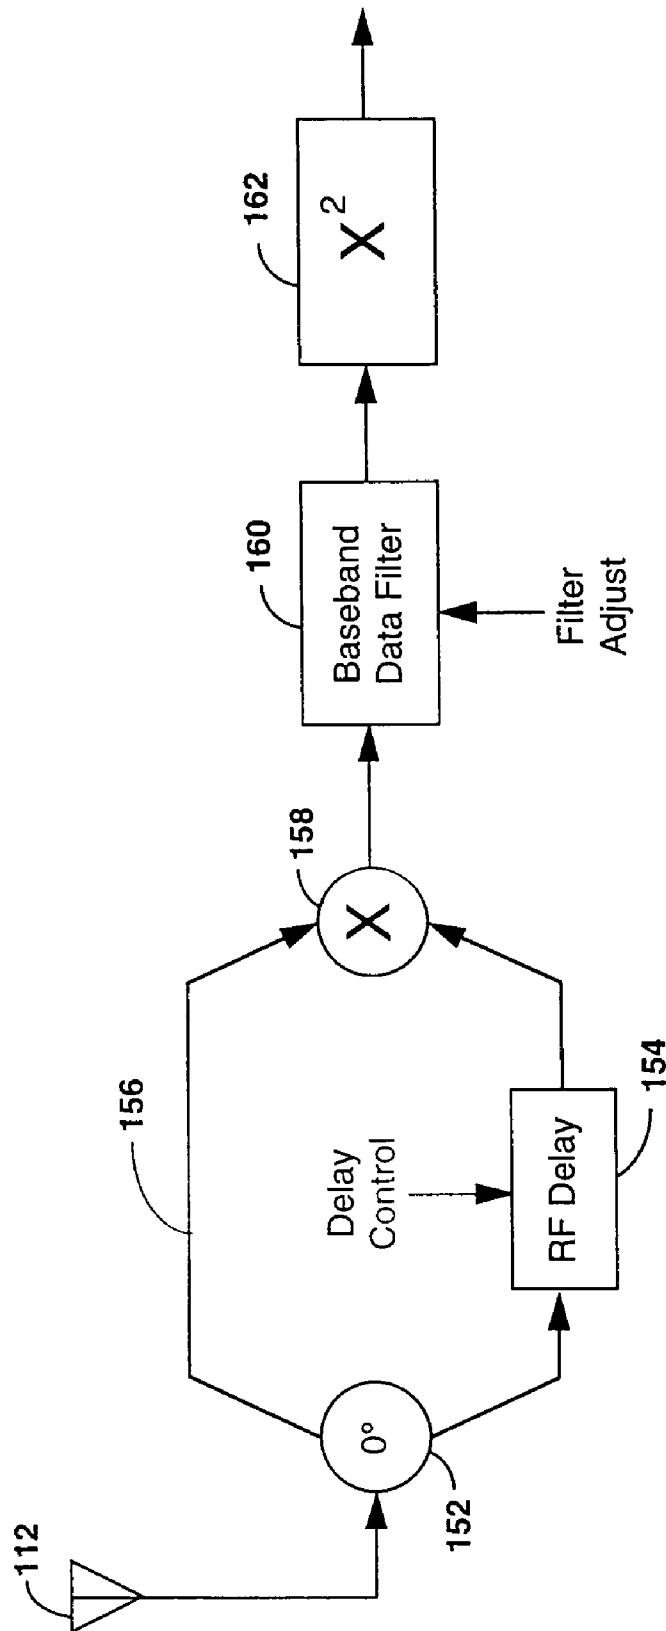 112
0°
152
156
Delay
Control
RF Delay
154
X
158
Baseband
Data Filter
160
Filter
Adjust
X²
162